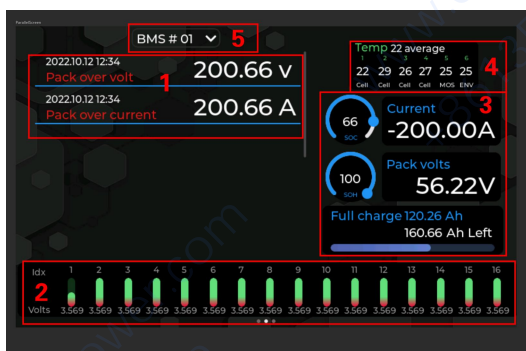 ParallelScreen
BMS # 01 5
2022.10.12 12:34
Pack over volt 200.66 v
1
2022.10.12 12:34
Pack over current 200.66 A
Temp 22 average
1 2 3 4 5 6
22 29 26 27 25 25
Cell Cell Cell Cell MOS ENV
4
3
66
SOC
Current
-200.00A
100
SOH
Pack volts
56.22V
Full charge 120.26 Ah
160.66 Ah Left
Idx 1 2 3 4 5 6 7 8 9 10 11 12 13 14 15 16
2
Volts 3.569 3.569 3.569 3.569 3.569 3.569 3.569 3.569 3.569 3.569 3.569 3.569 3.569 3.569 3.569 3.569